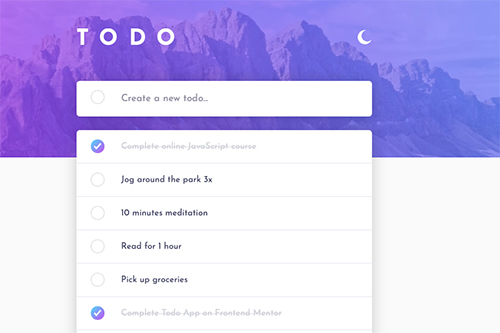 TODO
Create a new todo...
Complete online JavaScript course
Jog around the park 3x
10 minutes meditation
Read for 1 hour
Pick up groceries
Complete Todo App on Frontend Mentor